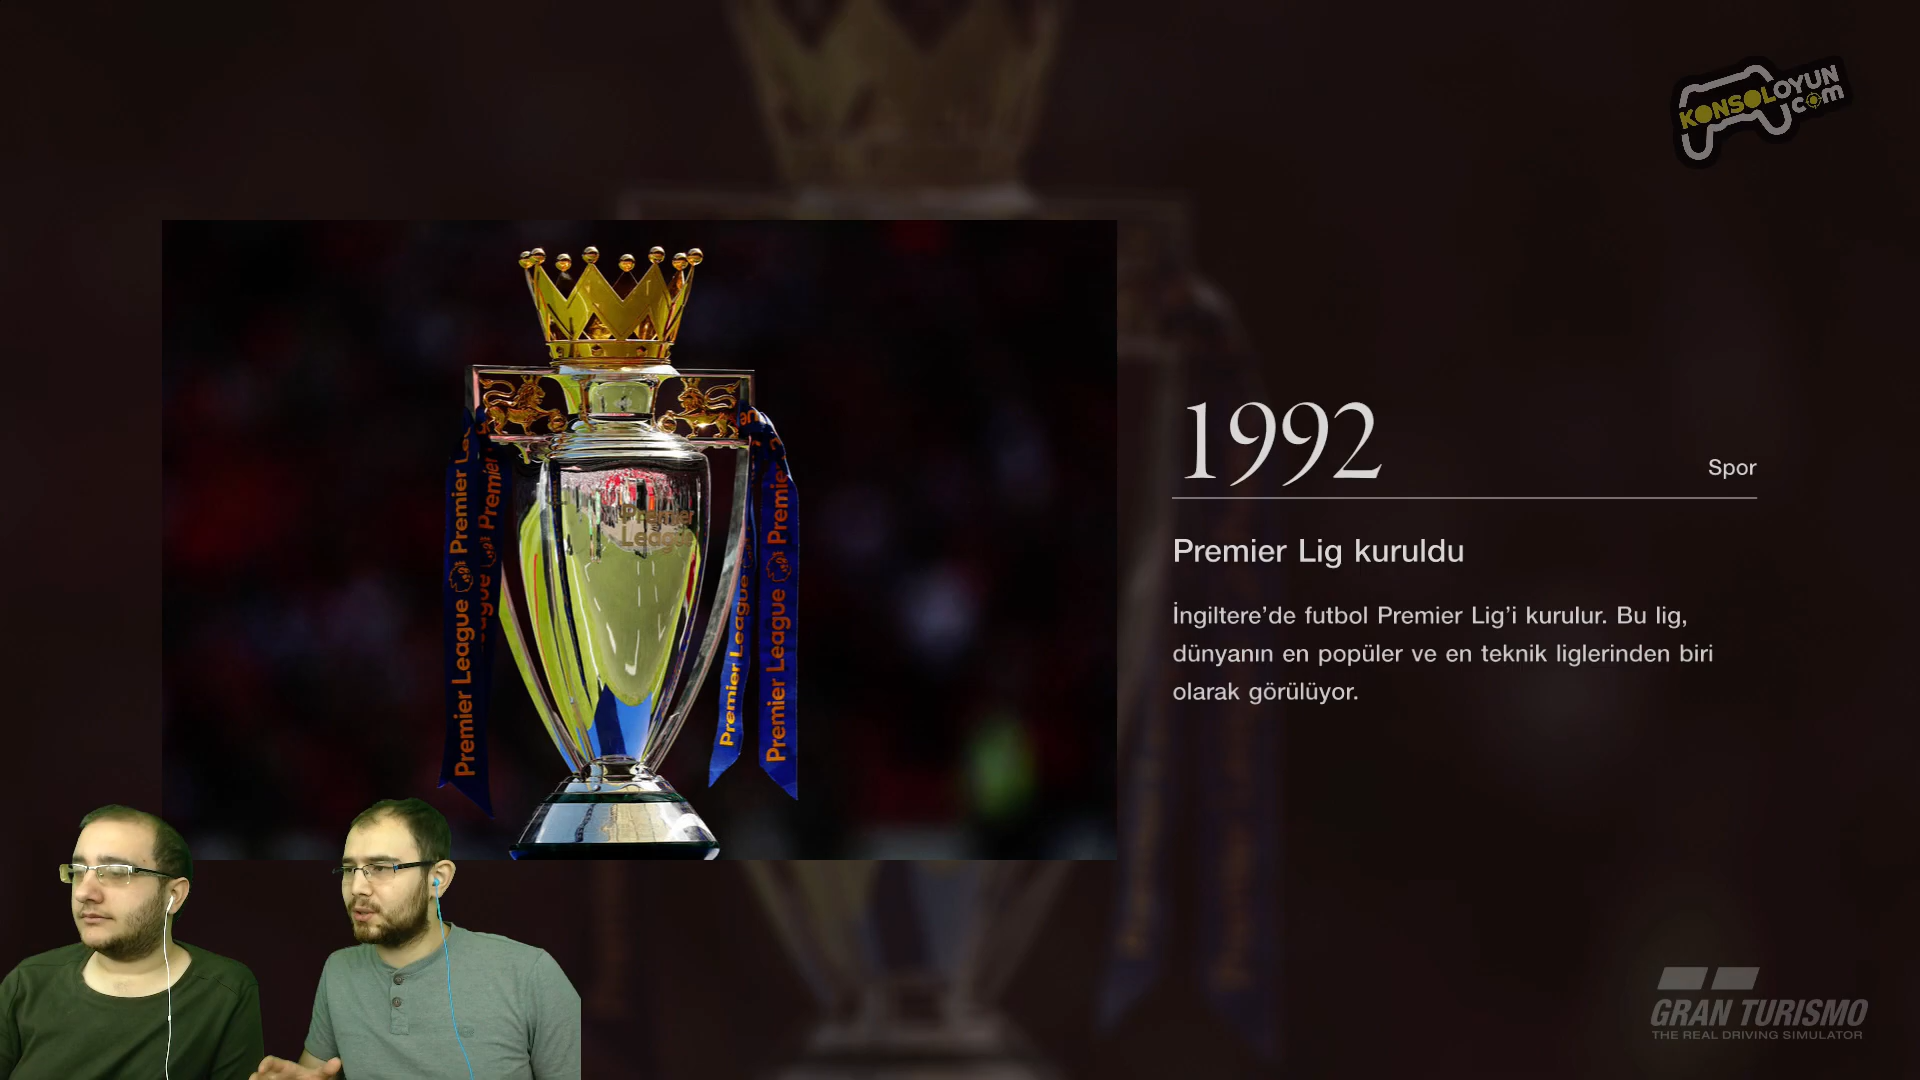 KONSOLOYUN
.com
1992
Spor
Premier Lig kuruldu
İngiltere’de futbol Premier Lig’i kurulur. Bu lig,
dünyanın en popüler ve en teknik liglerinden biri
olarak görülüyor.
Premier League
Premier League Premier
Premier League
Premier League Premier
GRAN TURISMO
THE REAL DRIVING SIMULATOR